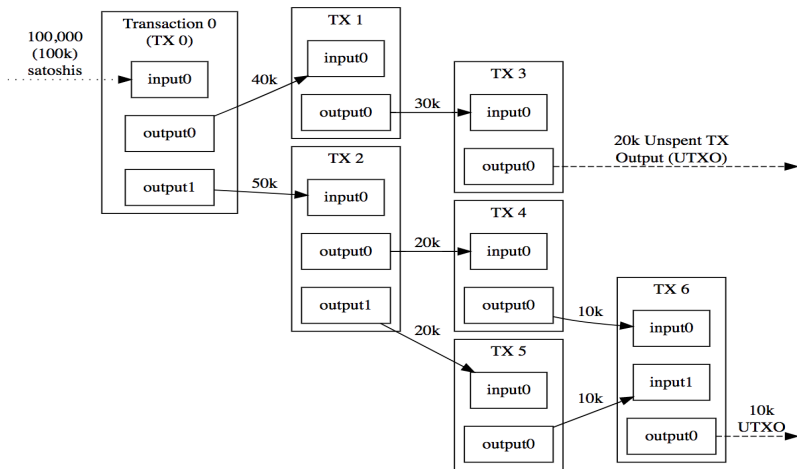 100,000
(100k)
satoshis
Transaction 0
(TX 0)
input0
output0
output1
40k
50k
TX 1
input0
output0
30k
TX 2
input0
output0
output1
20k
20k
TX 3
input0
output0
20k Unspent TX
Output (UTXO)
TX 4
input0
output0
10k
TX 5
input0
output0
10k
TX 6
input0
input1
output0
10k
UTXO